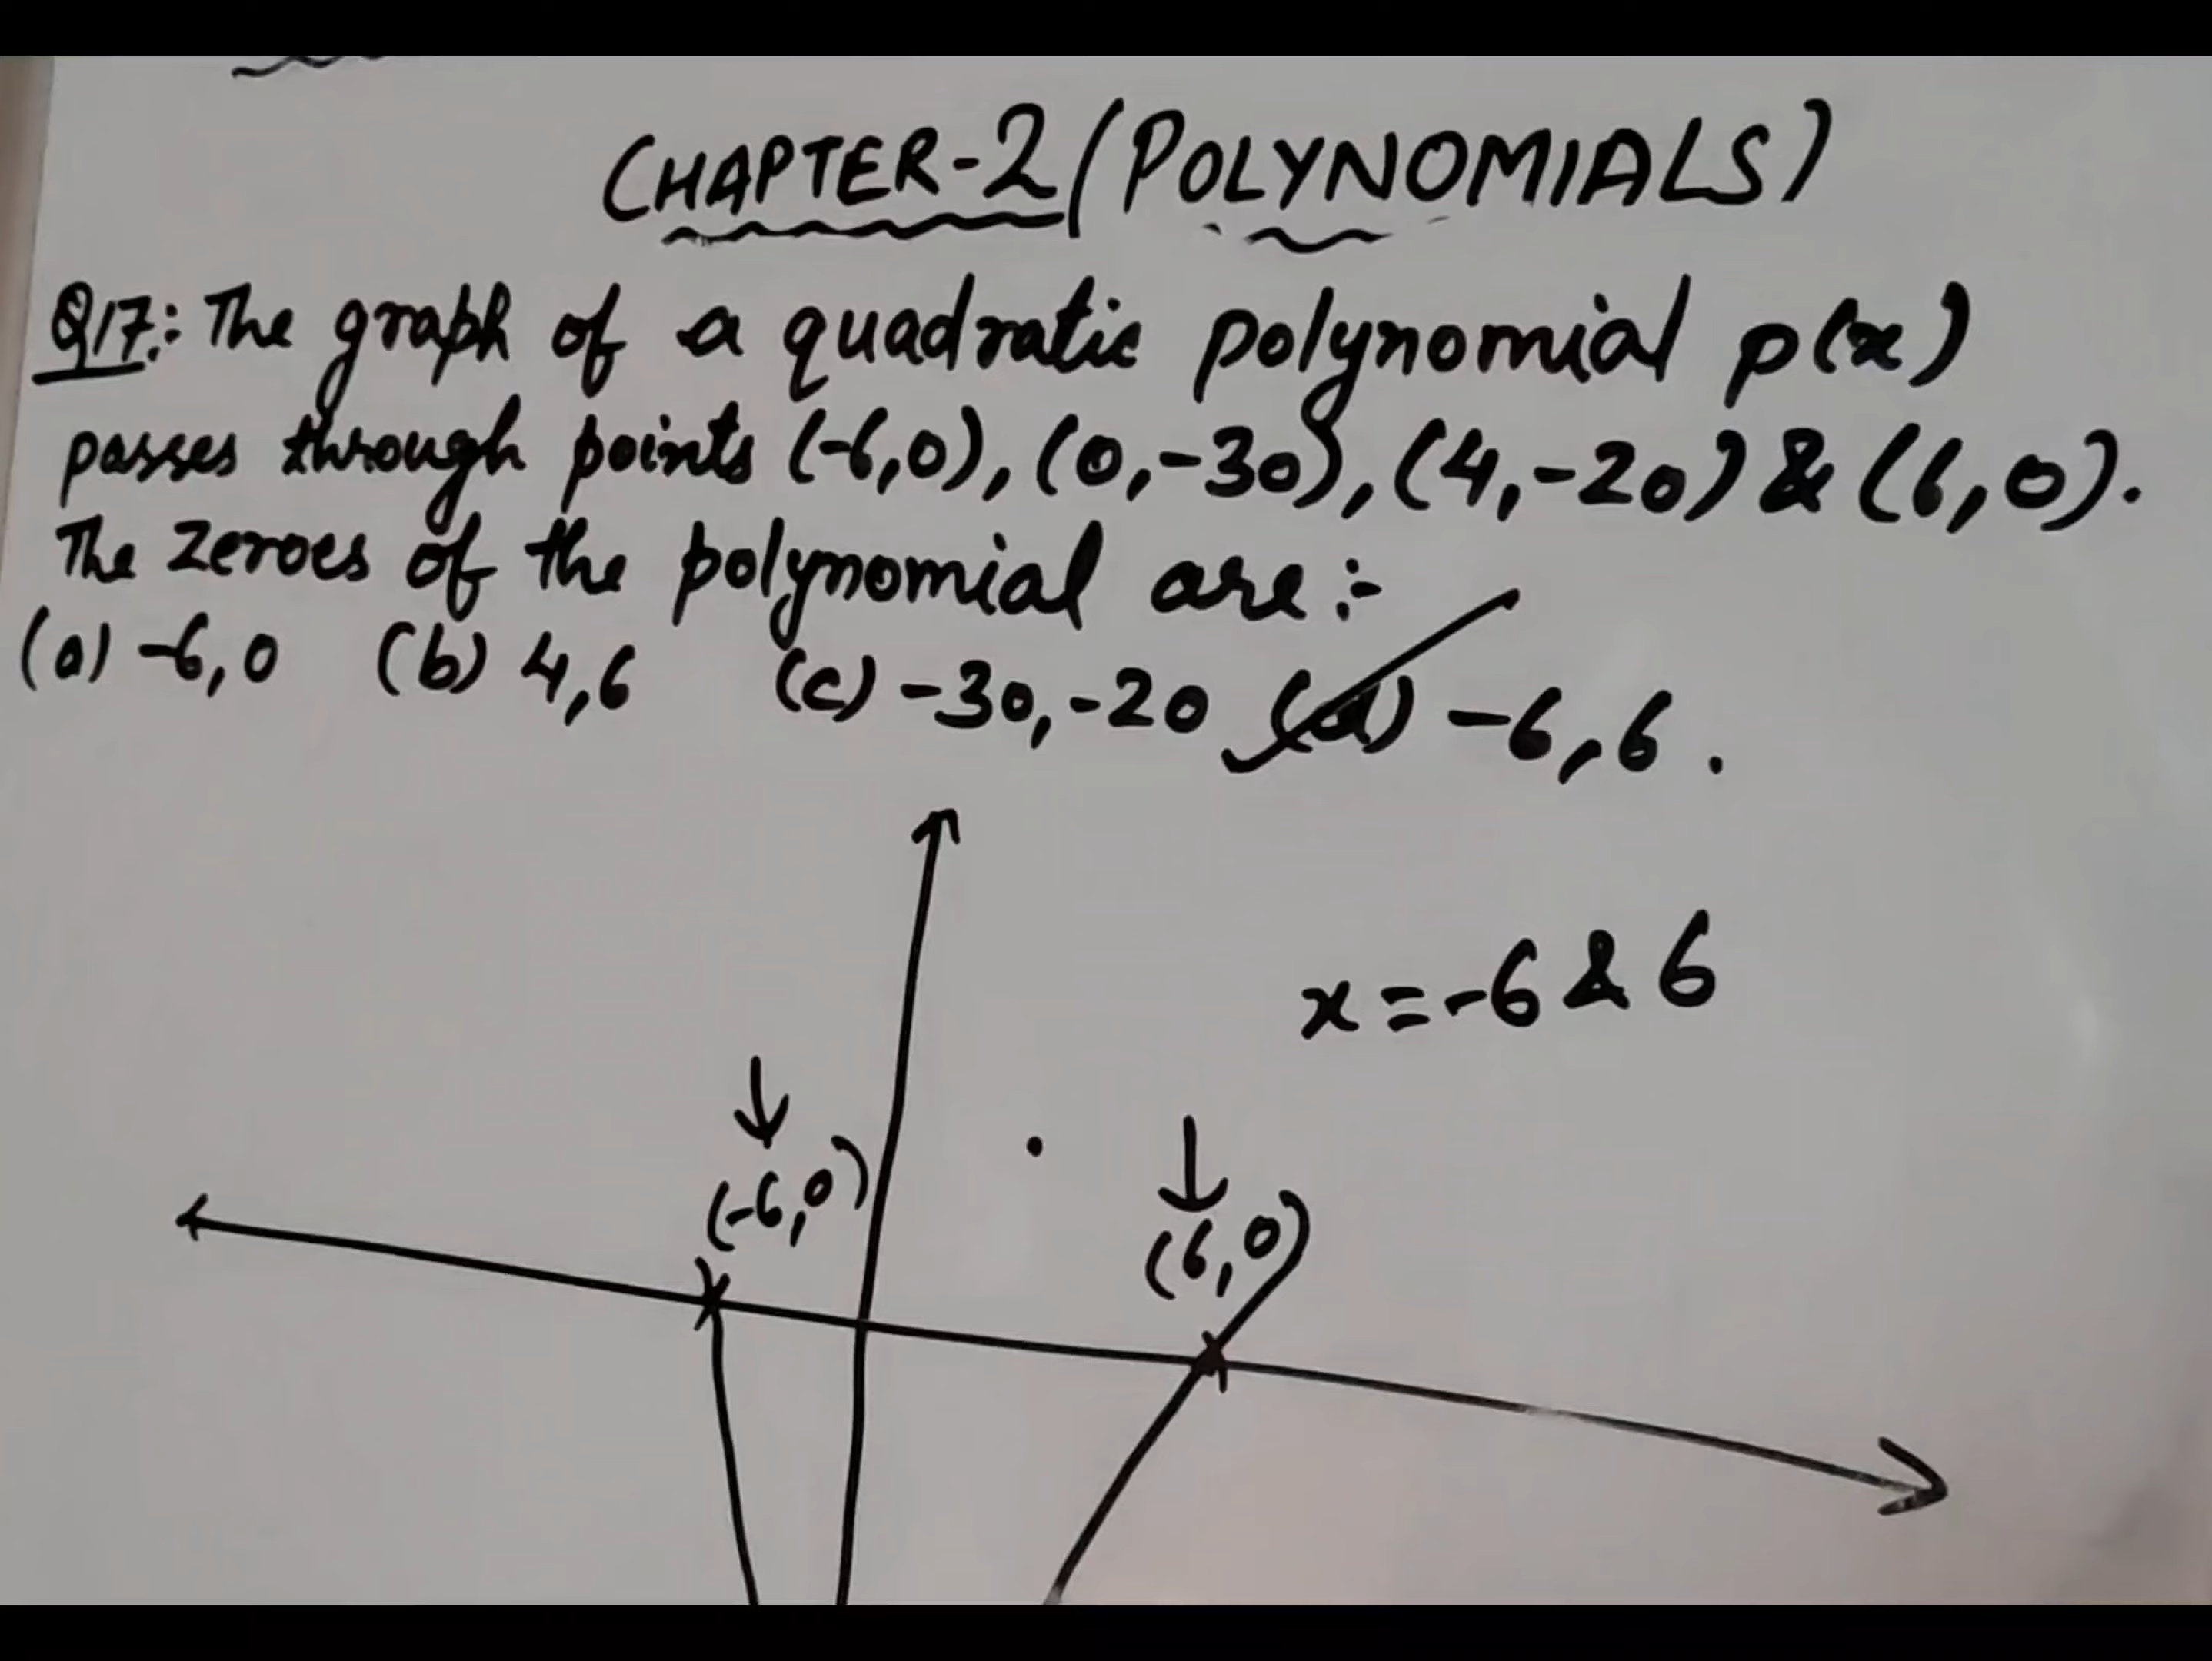 CHAPTER-2 (POLYNOMIALS)
Q17:- The graph of a quadratic polynomial p(x)
passes through points (-6,0), (0,-30), (4,-20) & (6,0).
The zeroes of the polynomial are :-
(a) -6,0 (b) 4,6 (c) -30,-20 (d) -6,6.
x = -6 & 6
(-6,0)
(6,0)